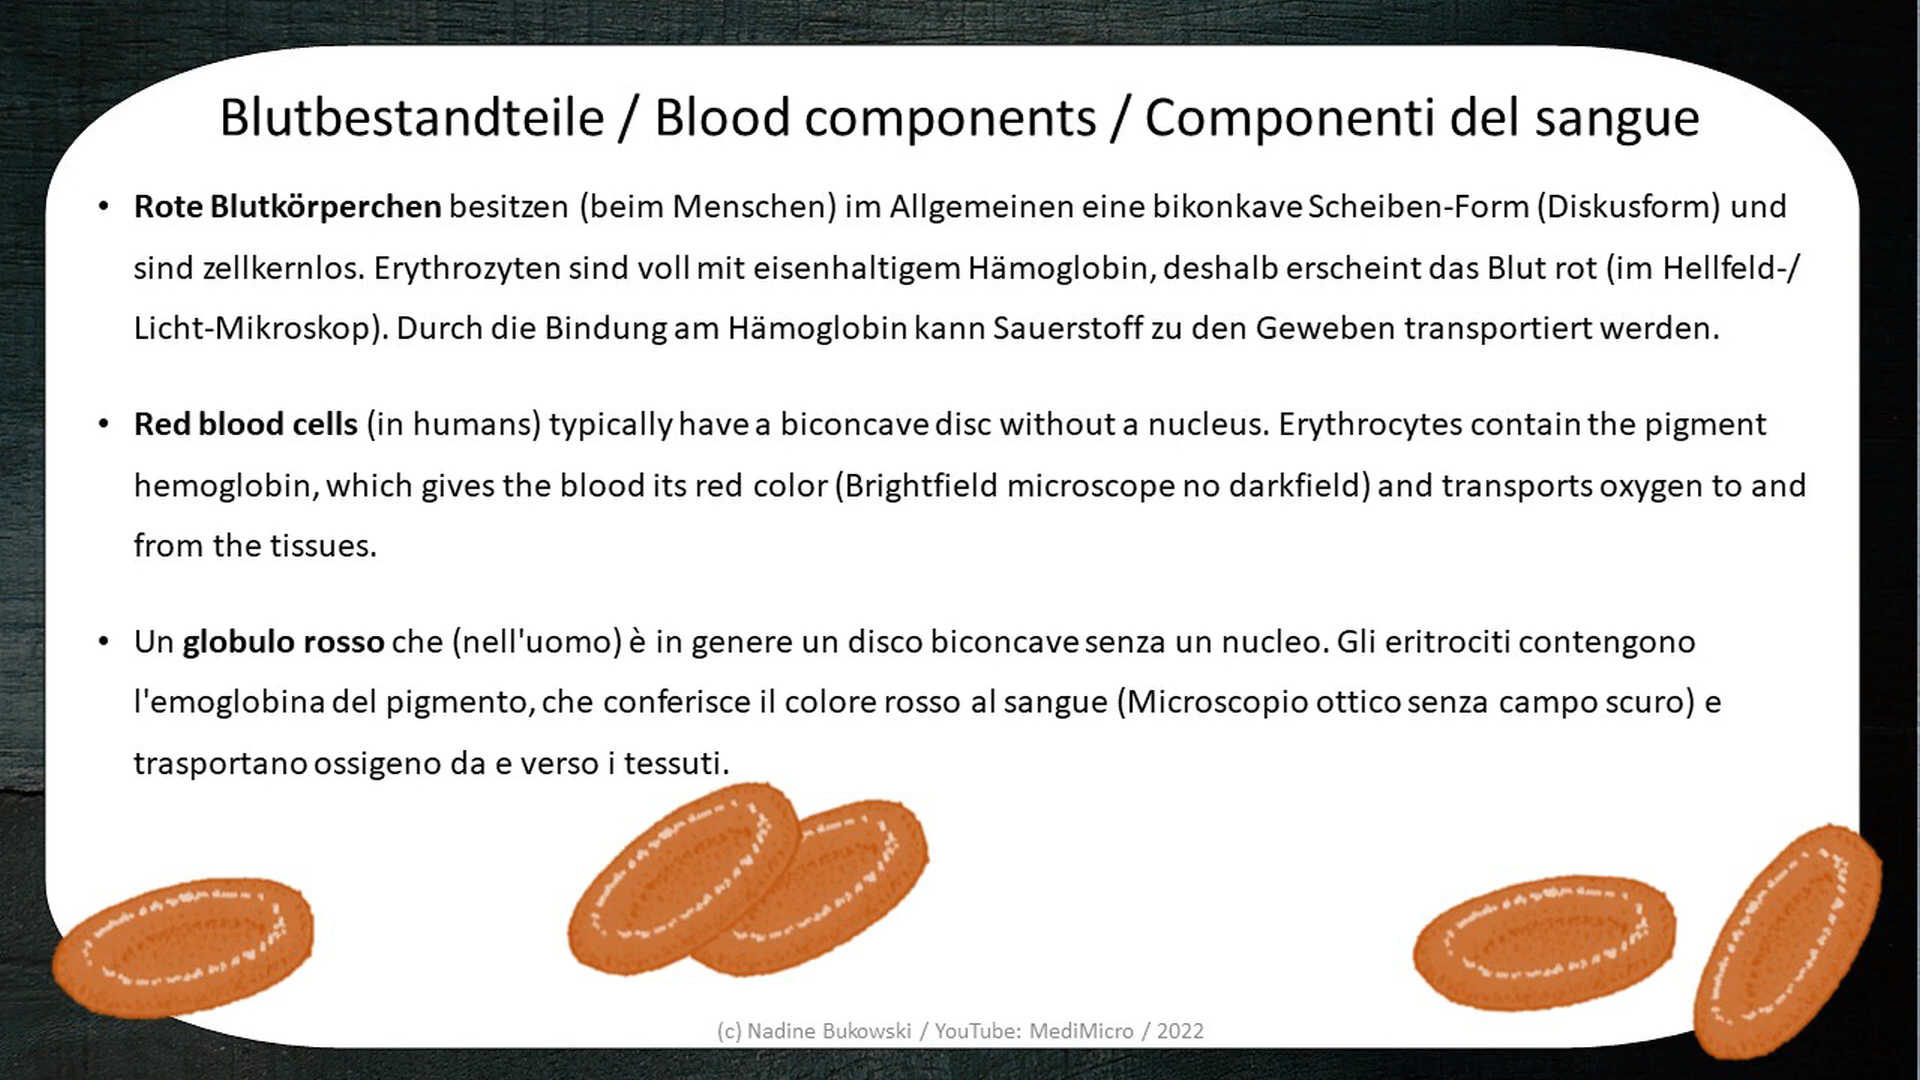 Blutbestandteile / Blood components / Componenti del sangue
• Rote Blutkörperchen besitzen (beim Menschen) im Allgemeinen eine bikonkave Scheiben-Form (Diskusform) und
sind zellkernlos. Erythrozyten sind voll mit eisenhaltigem Hämoglobin, deshalb erscheint das Blut rot (im Hellfeld-/
Licht-Mikroskop). Durch die Bindung am Hämoglobin kann Sauerstoff zu den Geweben transportiert werden.
• Red blood cells (in humans) typically have a biconcave disc without a nucleus. Erythrocytes contain the pigment
hemoglobin, which gives the blood its red color (Brightfield microscope no darkfield) and transports oxygen to and
from the tissues.
• Un globulo rosso che (nell'uomo) è in genere un disco biconcave senza un nucleo. Gli eritrociti contengono
l'emoglobina del pigmento, che conferisce il colore rosso al sangue (Microscopio ottico senza campo scuro) e
trasportano ossigeno da e verso i tessuti.
(c) Nadine Bukowski / YouTube: MediMicro / 2022